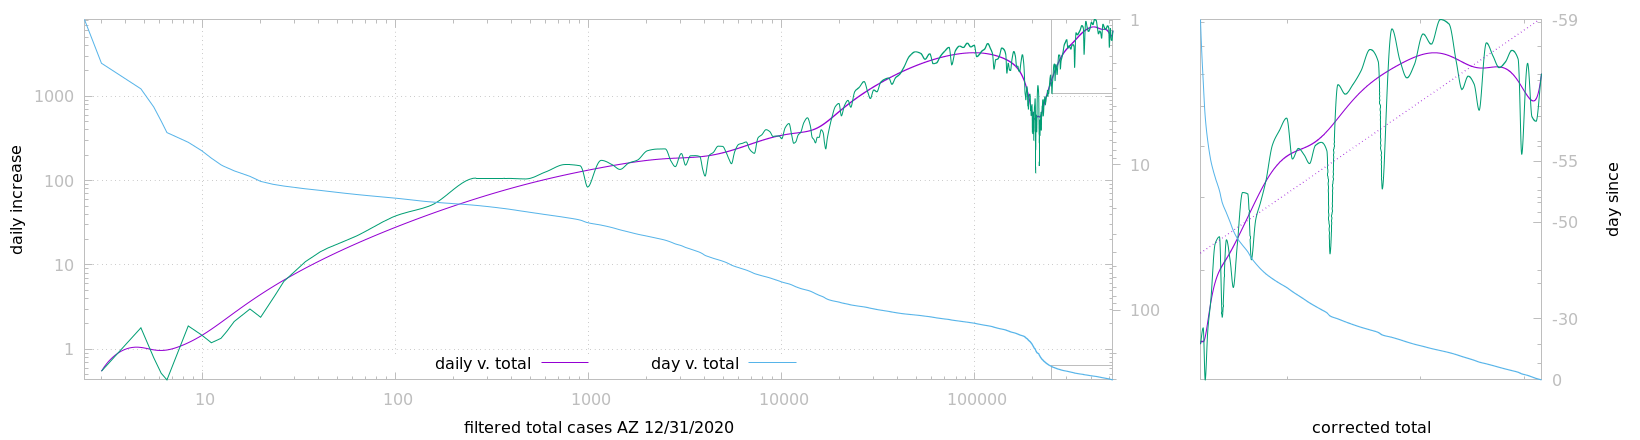 daily increase
1000
100
10
1
10
100
1000
10000
100000
1
10
100
daily v. total
day v. total
filtered total cases AZ 12/31/2020
-59
-55
-50
-30
0
day since
corrected total